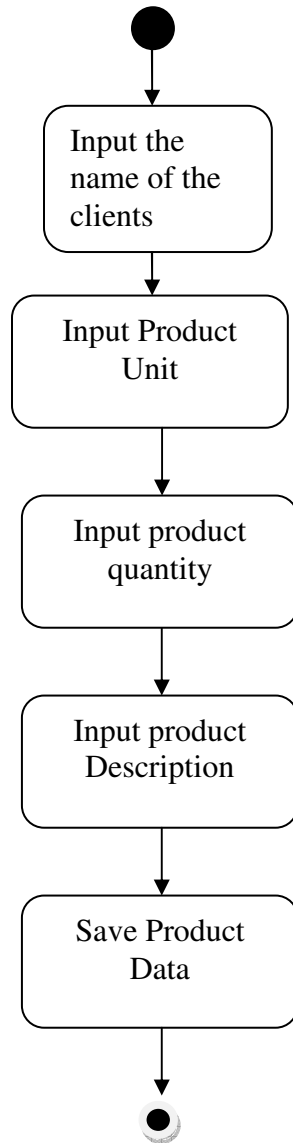 Input the
name of the
clients
Input Product
Unit
Input product
quantity
Input product
Description
Save Product
Data